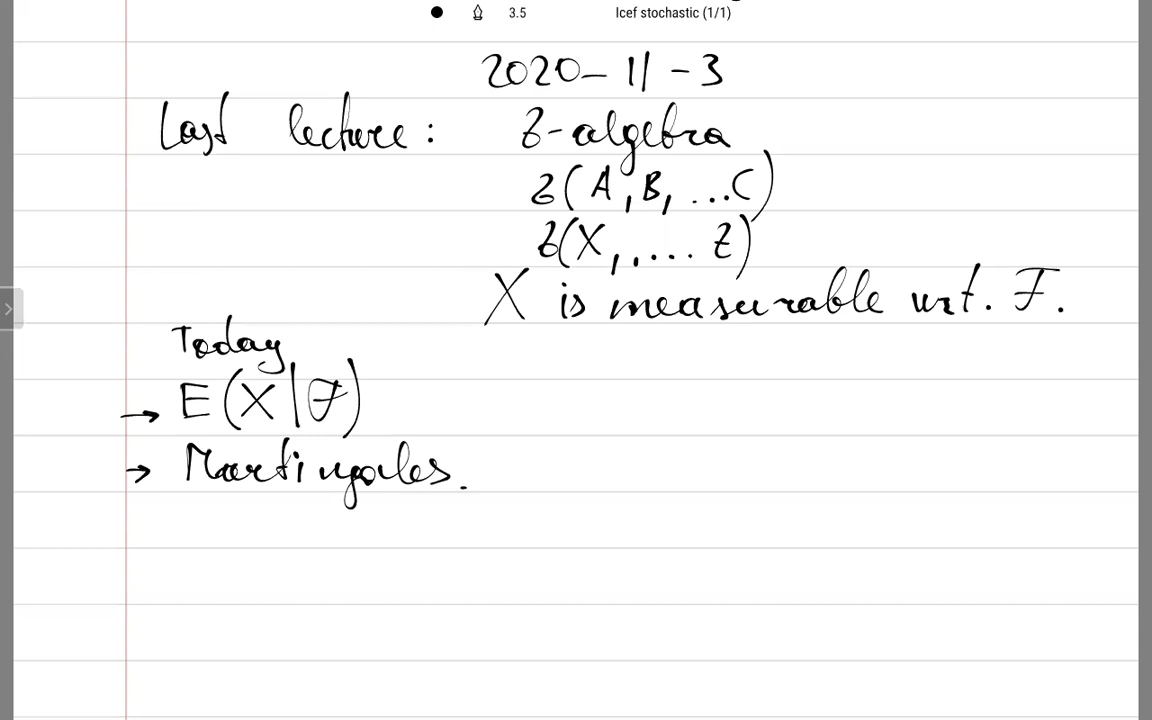 3.5 Icef stochastic (1/1)
2020-11-3
Last lecture: σ-algebra
σ(A, B, ...C)
σ(X, ,... Z)
X is measurable wrt. F.
Today
→ E(X|F)
→ Martingales.